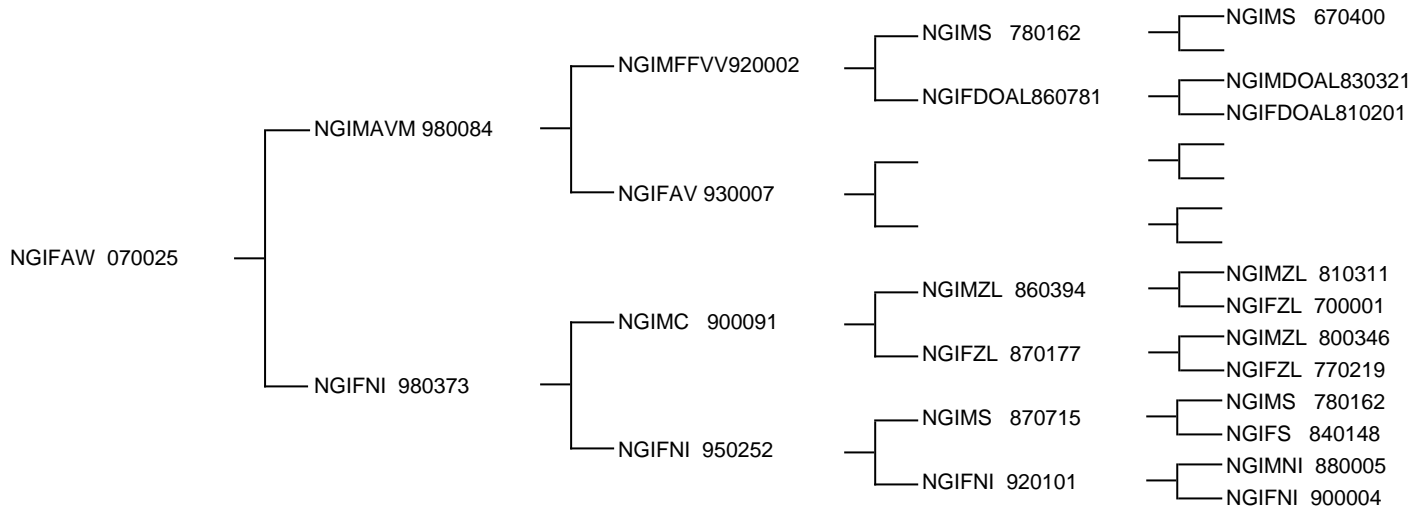 NGIMS 670400
NGIMS 780162
NGIMFFVV920002
NGIMDOAL830321
NGIFDOAL860781
NGIFDOAL810201
NGIMAVM 980084
NGIFAV 930007
NGIFAW 070025
NGIMZL 810311
NGIMZL 860394
NGIFZL 700001
NGIMC 900091
NGIMZL 800346
NGIFZL 870177
NGIFZL 770219
NGIFNI 980373
NGIMS 780162
NGIMS 870715
NGIFS 840148
NGIFNI 950252
NGIMNI 880005
NGIFNI 920101
NGIFNI 900004